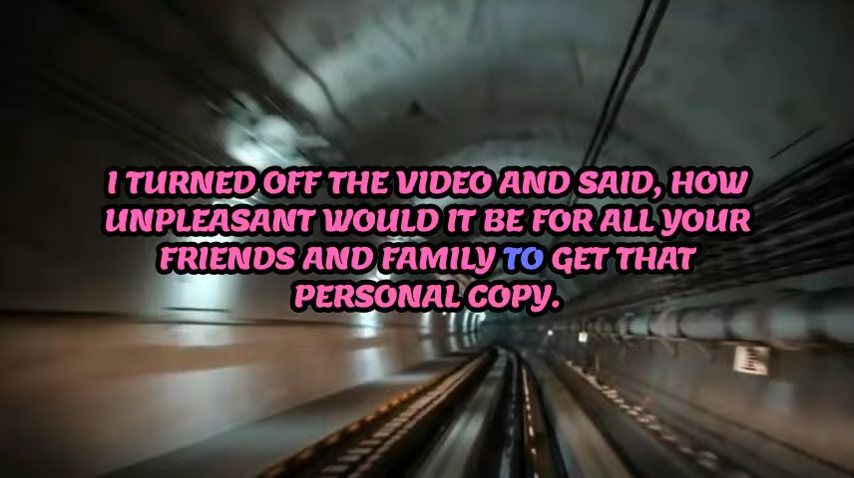 I TURNED OFF THE VIDEO AND SAID, HOW
UNPLEASANT WOULD IT BE FOR ALL YOUR
FRIENDS AND FAMILY TO GET THAT
PERSONAL COPY.